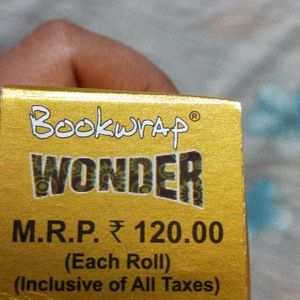 Bookwrap®
WONDER
M.R.P. ₹ 120.00
(Each Roll)
(Inclusive of All Taxes)